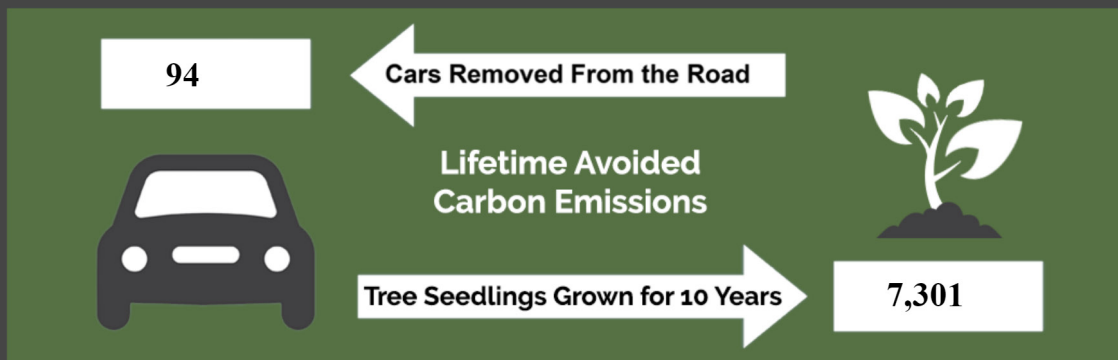 94
Cars Removed From the Road
Lifetime Avoided
Carbon Emissions
Tree Seedlings Grown for 10 Years
7,301